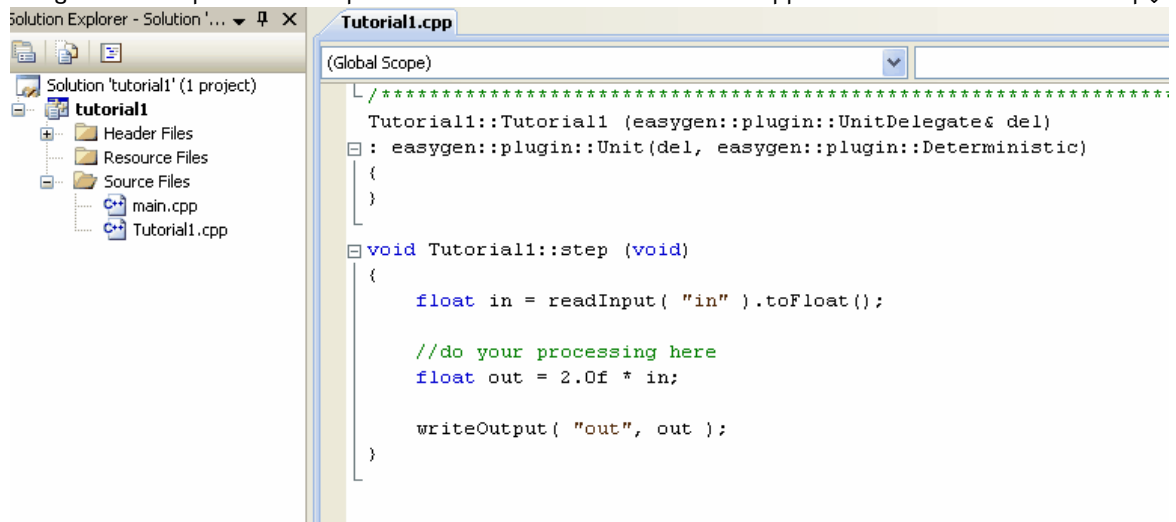 Solution Explorer - Solution '...
Tutorial1.cpp
(Global Scope)
Solution 'tutorial1' (1 project)
tutorial1
Header Files
Resource Files
Source Files
main.cpp
Tutorial1.cpp
/*******************************************************************
Tutorial1::Tutorial1 (easygen::plugin::UnitDelegate& del)
: easygen::plugin::Unit(del, easygen::plugin::Deterministic)
{
}
void Tutorial1::step (void)
{
float in = readInput( "in" ).toFloat();
//do your processing here
float out = 2.0f * in;
writeOutput( "out", out );
}